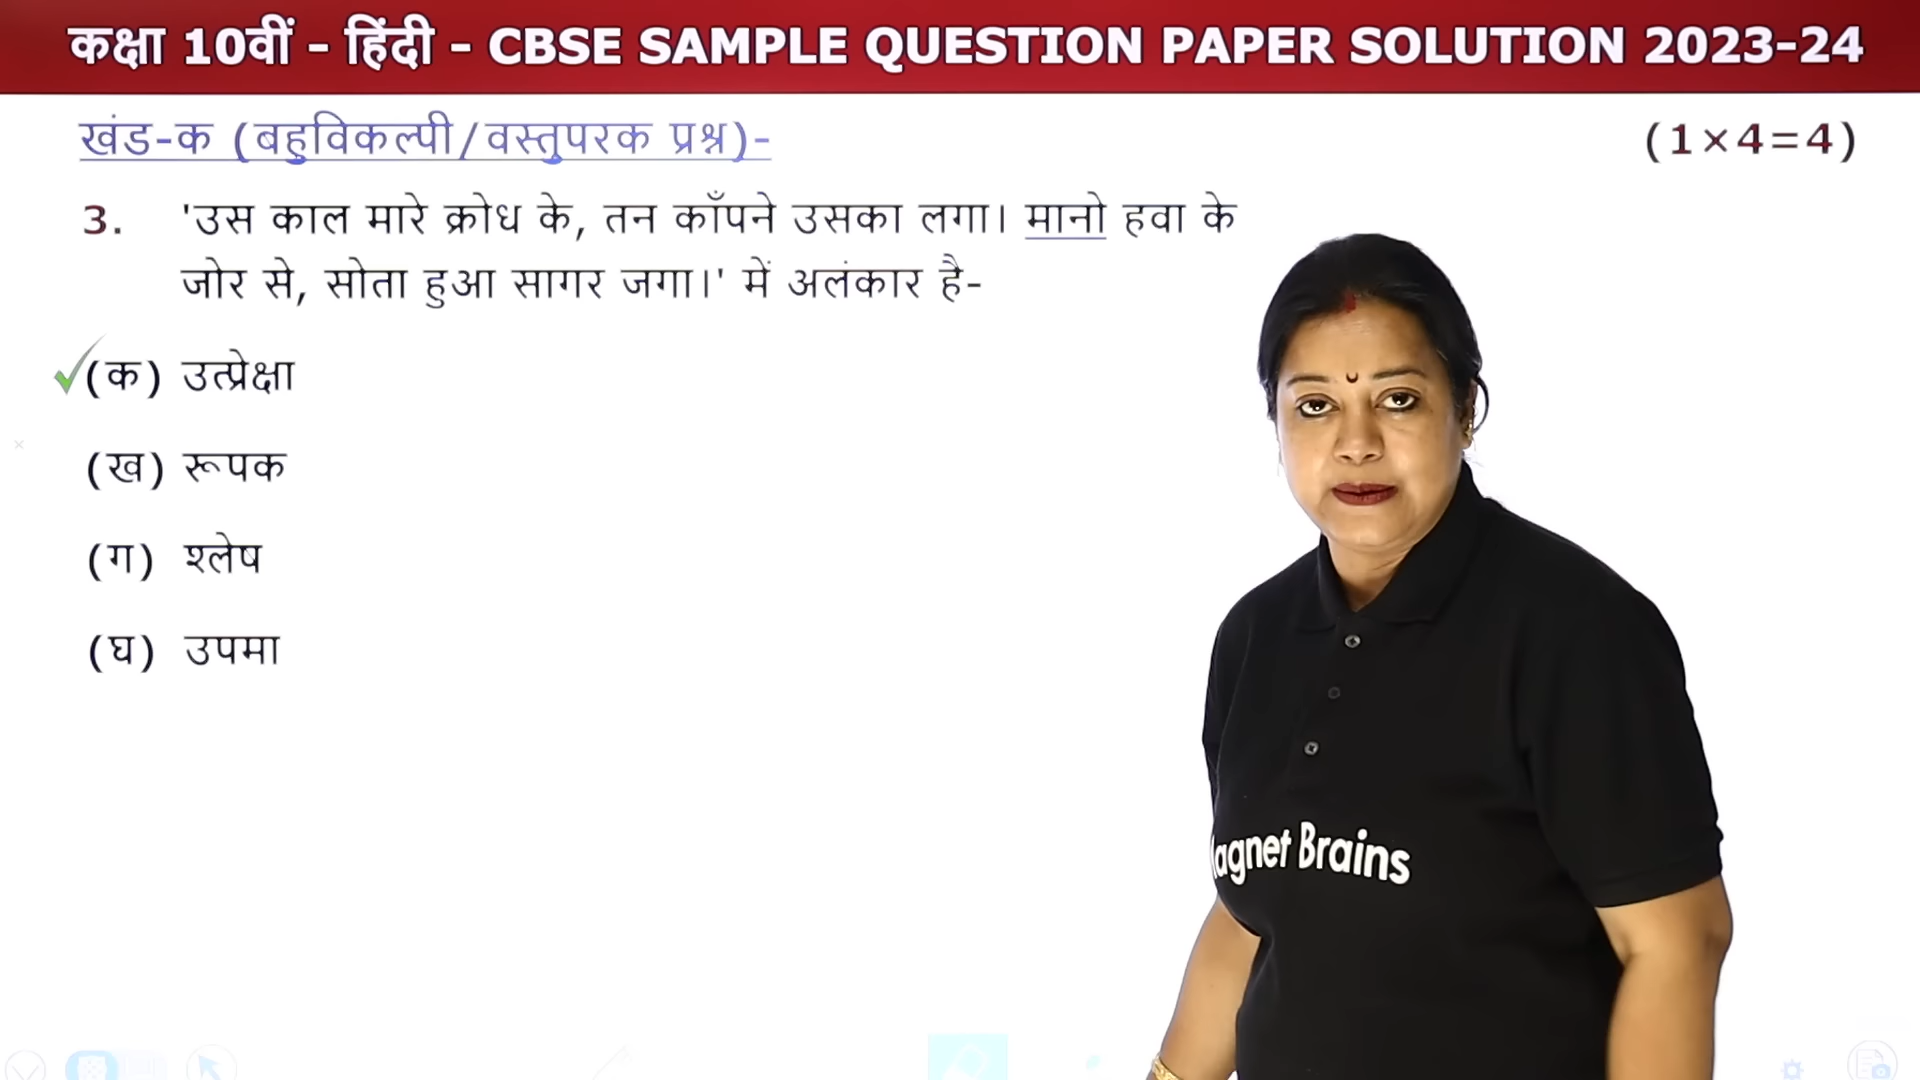 कक्षा 10वीं - हिंदी - CBSE SAMPLE QUESTION PAPER SOLUTION 2023-24
खंड-क (बहुविकल्पी/वस्तुपरक प्रश्न)- (1×4=4)
3. 'उस काल मारे क्रोध के, तन काँपने उसका लगा। मानो हवा के
जोर से, सोता हुआ सागर जगा।' में अलंकार है-
(क) उत्प्रेक्षा
(ख) रूपक
(ग) श्लेष
(घ) उपमा
agnet Brains